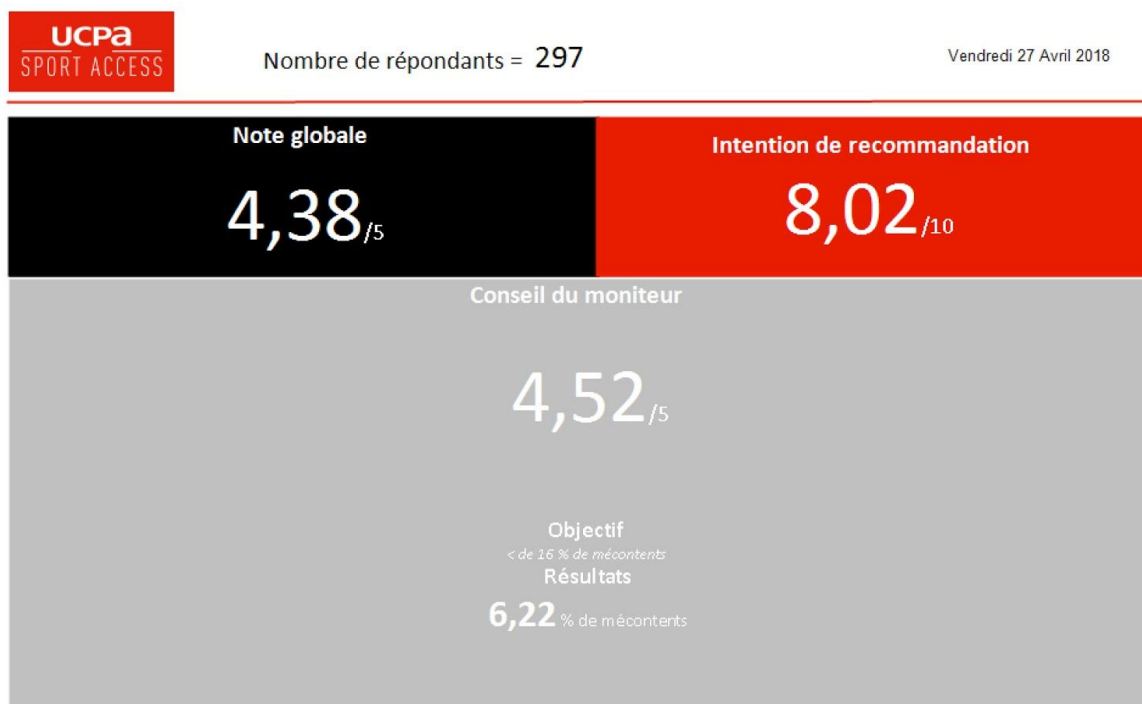 UCPa
SPORT ACCESS
Nombre de répondants = 297
Vendredi 27 Avril 2018
Note globale
4,38/5
Intention de recommandation
8,02/10
Conseil du moniteur
4,52/5
Objectif
< de 16 % de mécontents
Résultats
6,22 % de mécontents